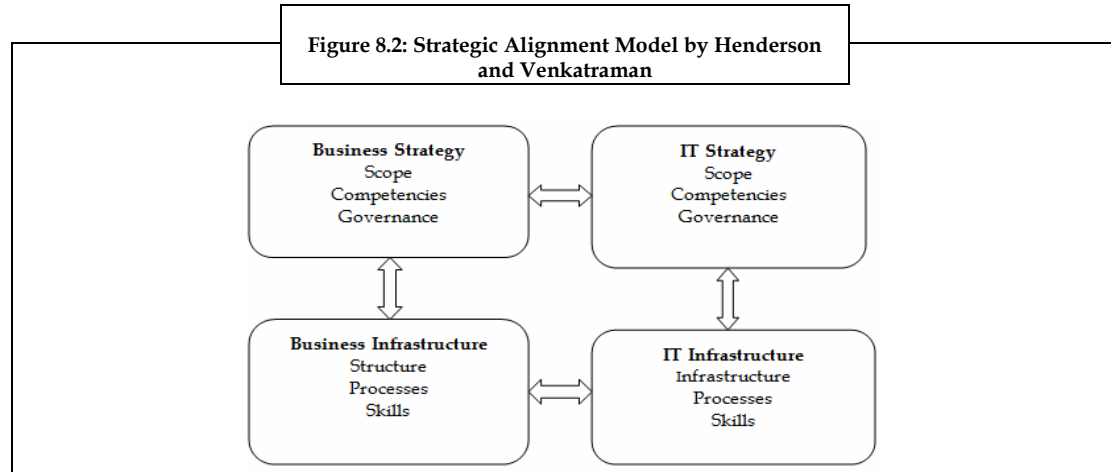 Figure 8.2: Strategic Alignment Model by Henderson
and Venkatraman
Business Strategy
Scope
Competencies
Governance
IT Strategy
Scope
Competencies
Governance
Business Infrastructure
Structure
Processes
Skills
IT Infrastructure
Infrastructure
Processes
Skills